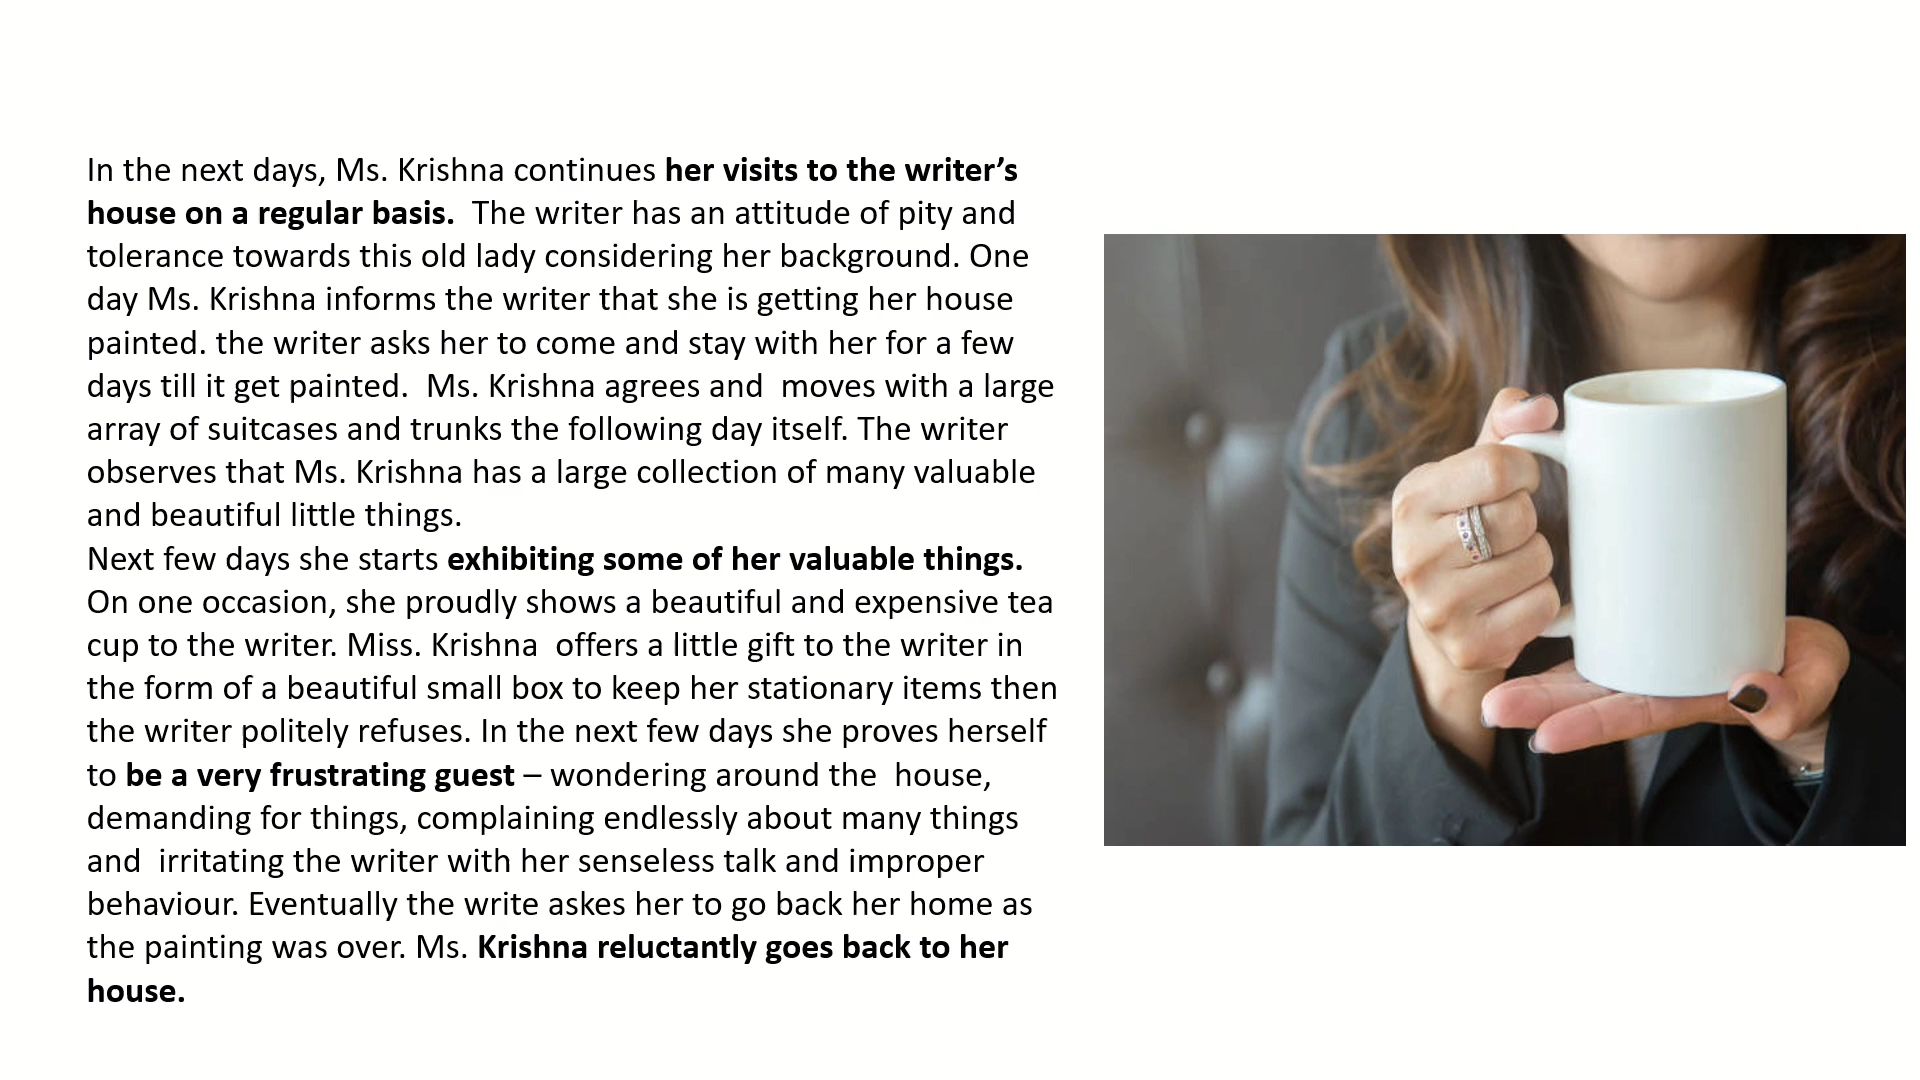 In the next days, Ms. Krishna continues her visits to the writer’s
house on a regular basis.  The writer has an attitude of pity and
tolerance towards this old lady considering her background. One
day Ms. Krishna informs the writer that she is getting her house
painted. the writer asks her to come and stay with her for a few
days till it get painted.  Ms. Krishna agrees and  moves with a large
array of suitcases and trunks the following day itself. The writer
observes that Ms. Krishna has a large collection of many valuable
and beautiful little things.
Next few days she starts exhibiting some of her valuable things.
On one occasion, she proudly shows a beautiful and expensive tea
cup to the writer. Miss. Krishna  offers a little gift to the writer in
the form of a beautiful small box to keep her stationary items then
the writer politely refuses. In the next few days she proves herself
to be a very frustrating guest – wondering around the  house,
demanding for things, complaining endlessly about many things
and  irritating the writer with her senseless talk and improper
behaviour. Eventually the write askes her to go back her home as
the painting was over. Ms. Krishna reluctantly goes back to her
house.